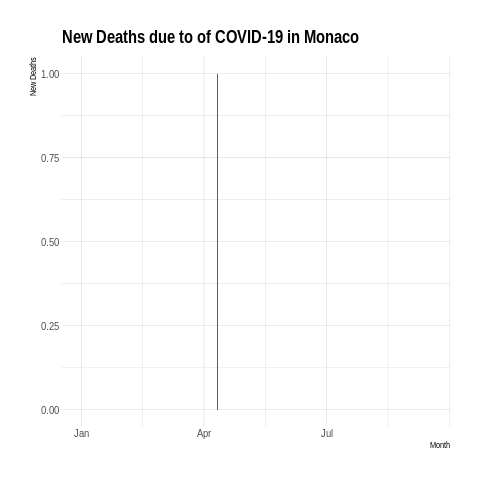 New Deaths due to of COVID-19 in Monaco
New Deaths
1.00
0.75
0.50
0.25
0.00
Jan Apr Jul
Month